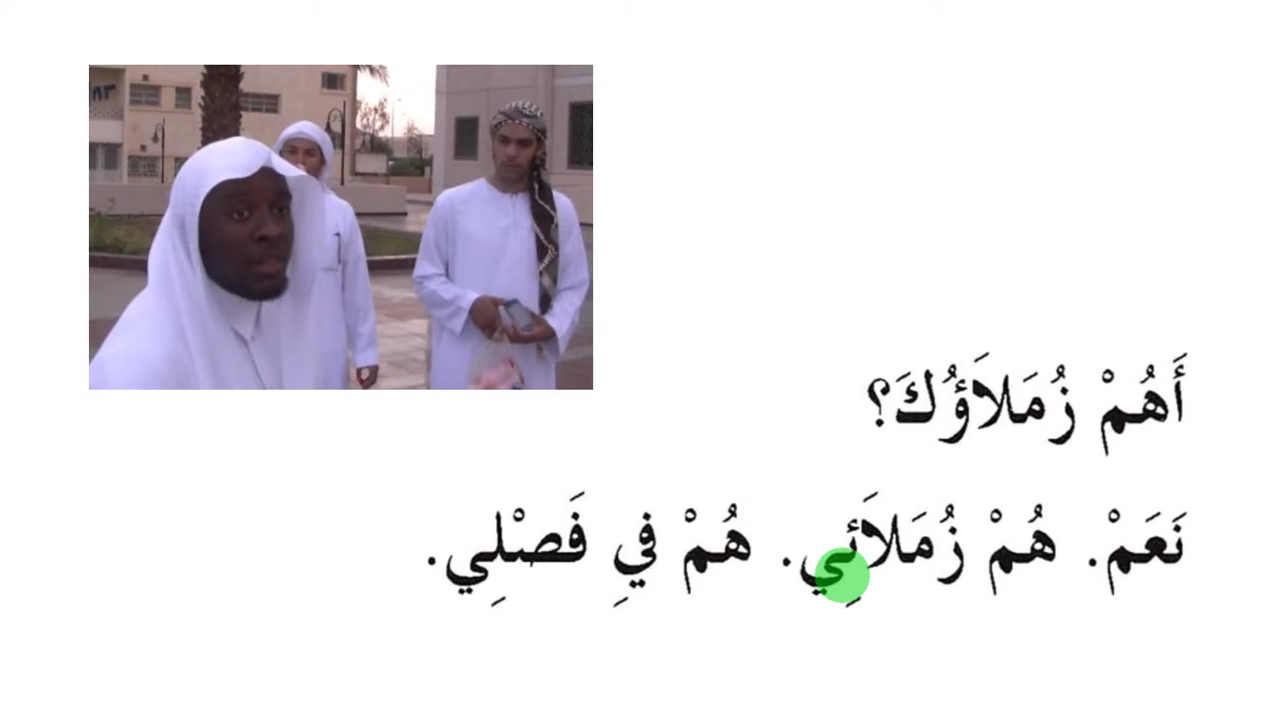 أَهُمْ زُمَلَاؤُكَ؟
نَعَمْ. هُمْ زُمَلَائِي. هُمْ فِي فَصْلِي.